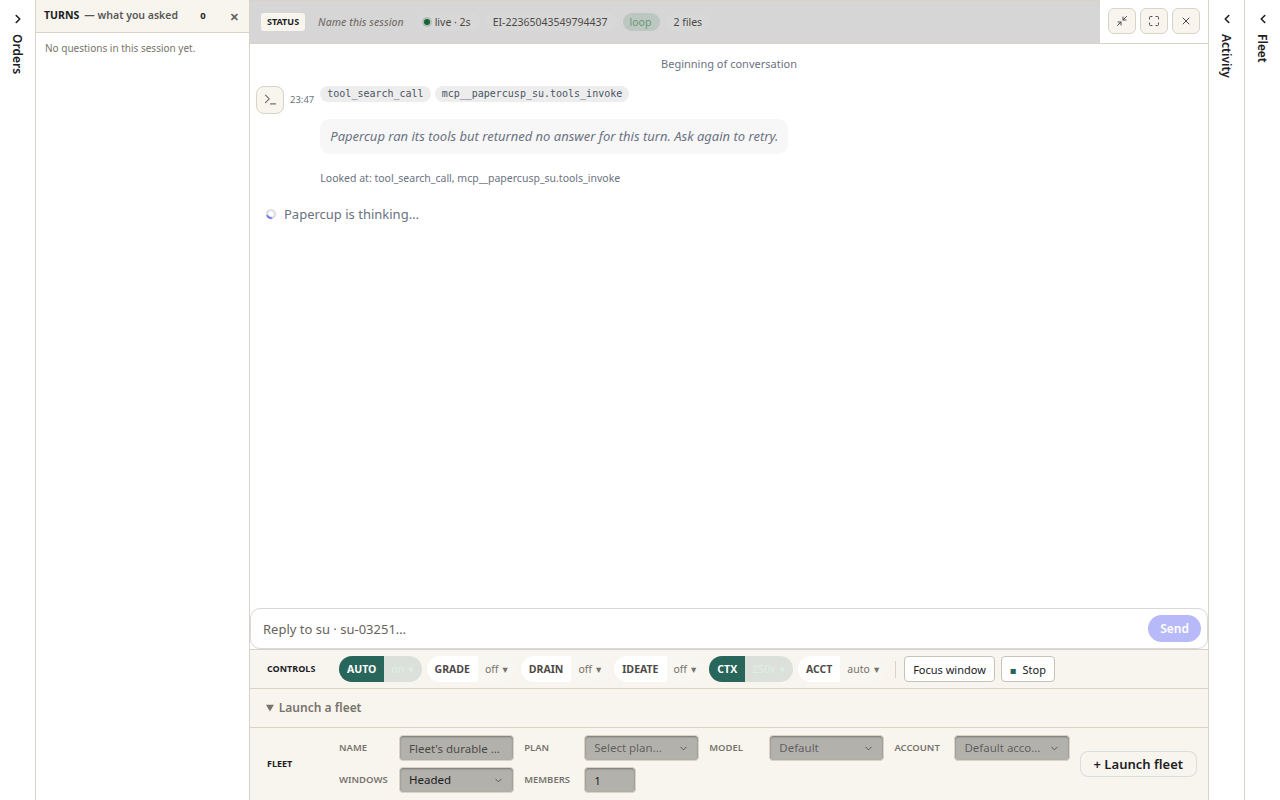 Orders
TURNS — what you asked 0 ×
No questions in this session yet.
STATUS Name this session live · 2s EI-22365043549794437 loop 2 files
Beginning of conversation
23:47 tool_search_call mcp__papercusp_su.tools_invoke
Papercup ran its tools but returned no answer for this turn. Ask again to retry.
Looked at: tool_search_call, mcp__papercusp_su.tools_invoke
Papercup is thinking...
Reply to su · su-03251... Send
CONTROLS AUTO on ▾ GRADE off ▾ DRAIN off ▾ IDEATE off ▾ CTX 250k ▾ ACCT auto ▾ Focus window ■ Stop
▼ Launch a fleet
FLEET NAME Fleet's durable ... PLAN Select plan... MODEL Default ACCOUNT Default acco... + Launch fleet
WINDOWS Headed MEMBERS 1
Activity
Fleet